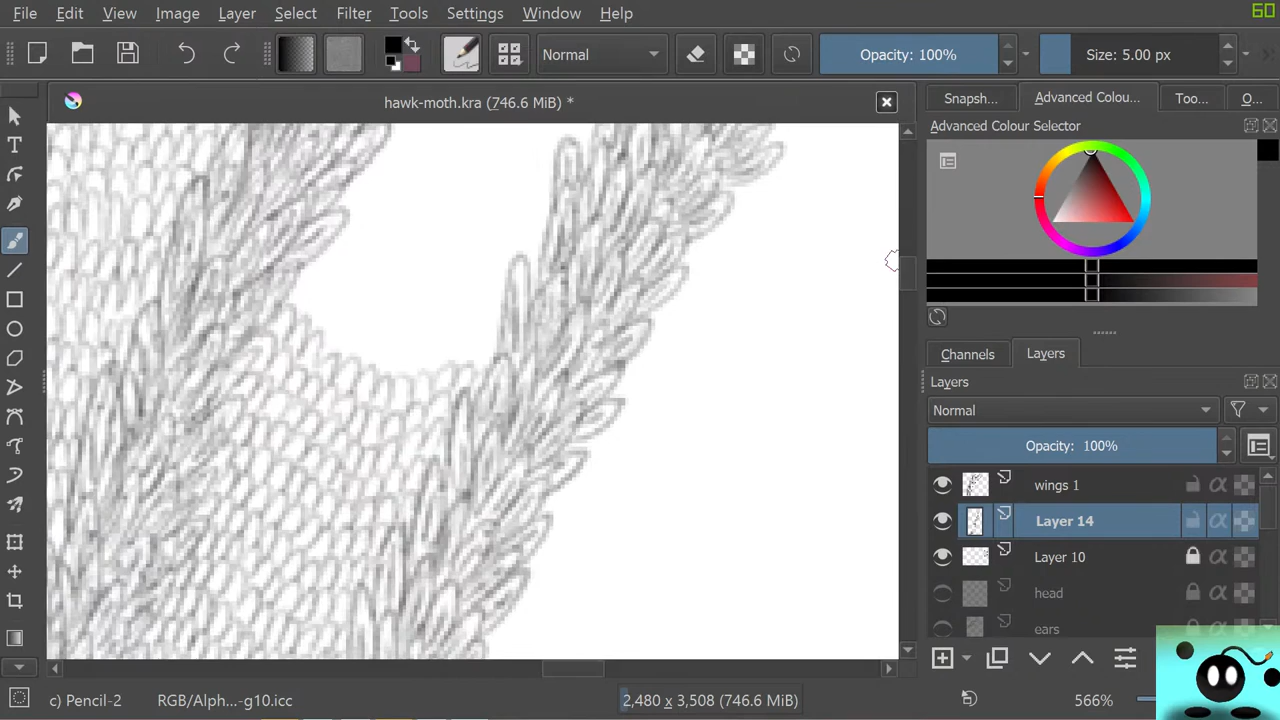 File Edit View Image Layer Select Filter Tools Settings Window Help 60
Normal Opacity: 100% Size: 5.00 px
hawk-moth.kra (746.6 MiB) *
Snapsh... Advanced Colou... Too... O...
Advanced Colour Selector
Channels Layers
Layers
Normal
Opacity: 100%
wings 1
Layer 14
Layer 10
head
ears
c) Pencil-2 RGB/Alph...-g10.icc 2,480 x 3,508 (746.6 MiB) 566%